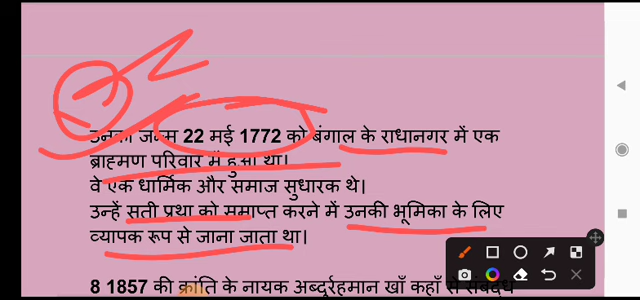 उनका जन्म 22 मई 1772 को बंगाल के राधानगर में एक
ब्राह्मण परिवार में हुआ था।
वे एक धार्मिक और समाज सुधारक थे।
उन्हें सती प्रथा को समाप्त करने में उनकी भूमिका के लिए
व्यापक रूप से जाना जाता था।
8 1857 की क्रांति के नायक अब्दुर्रहमान खाँ कहाँ से संबद्ध